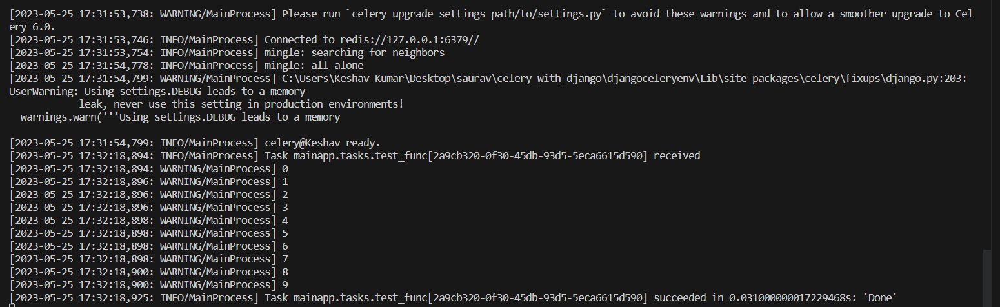 [2023-05-25 17:31:53,738: WARNING/MainProcess] Please run `celery upgrade settings path/to/settings.py` to avoid these warnings and to allow a smoother upgrade to Cel
ery 6.0.
[2023-05-25 17:31:53,746: INFO/MainProcess] Connected to redis://127.0.0.1:6379//
[2023-05-25 17:31:53,754: INFO/MainProcess] mingle: searching for neighbors
[2023-05-25 17:31:54,778: INFO/MainProcess] mingle: all alone
[2023-05-25 17:31:54,799: WARNING/MainProcess] C:\Users\Keshav Kumar\Desktop\saurav\celery_with_django\djangoceleryenv\Lib\site-packages\celery\fixups\django.py:203:
UserWarning: Using settings.DEBUG leads to a memory
            leak, never use this setting in production environments!
  warnings.warn('''Using settings.DEBUG leads to a memory
[2023-05-25 17:31:54,799: INFO/MainProcess] celery@Keshav ready.
[2023-05-25 17:32:18,894: INFO/MainProcess] Task mainapp.tasks.test_func[2a9cb320-0f30-45db-93d5-5eca6615d590] received
[2023-05-25 17:32:18,894: WARNING/MainProcess] 0
[2023-05-25 17:32:18,896: WARNING/MainProcess] 1
[2023-05-25 17:32:18,896: WARNING/MainProcess] 2
[2023-05-25 17:32:18,896: WARNING/MainProcess] 3
[2023-05-25 17:32:18,898: WARNING/MainProcess] 4
[2023-05-25 17:32:18,898: WARNING/MainProcess] 5
[2023-05-25 17:32:18,898: WARNING/MainProcess] 6
[2023-05-25 17:32:18,898: WARNING/MainProcess] 7
[2023-05-25 17:32:18,900: WARNING/MainProcess] 8
[2023-05-25 17:32:18,900: WARNING/MainProcess] 9
[2023-05-25 17:32:18,925: INFO/MainProcess] Task mainapp.tasks.test_func[2a9cb320-0f30-45db-93d5-5eca6615d590] succeeded in 0.031000000017229468s: 'Done'